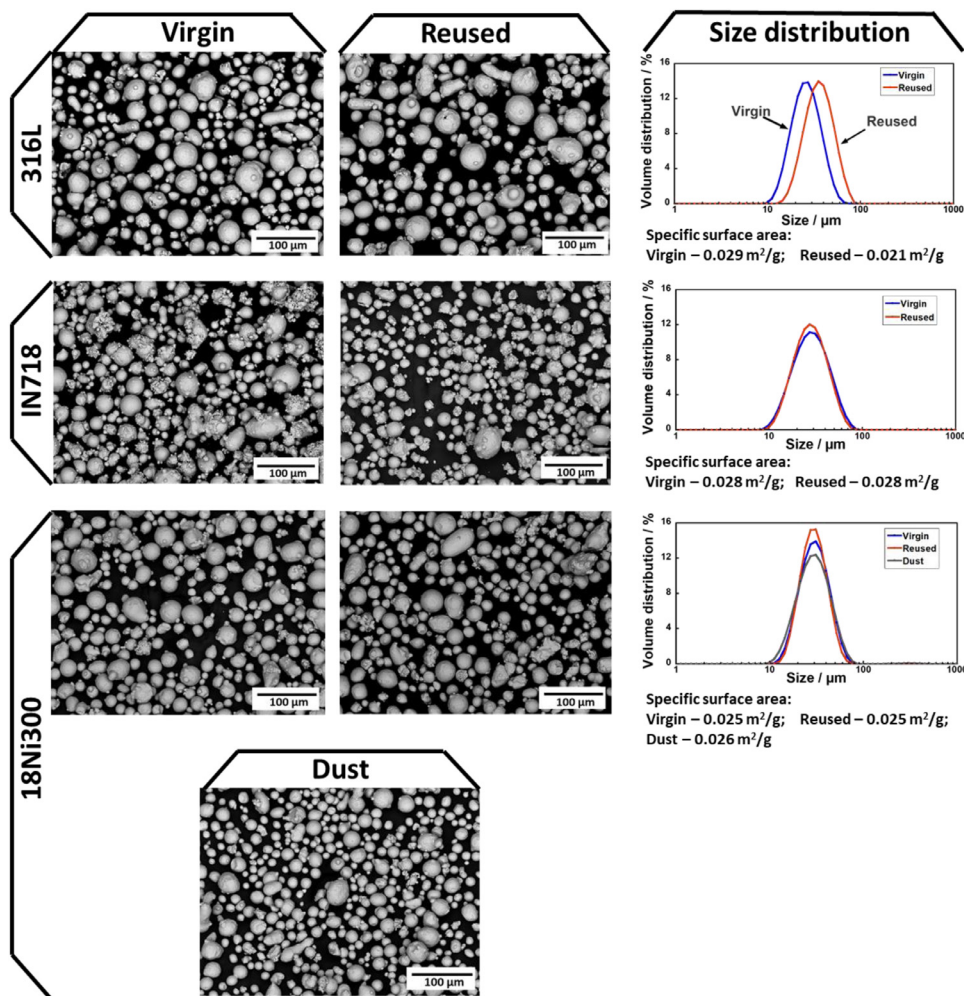 Virgin
Reused
Size distribution
316L
100 µm
100 µm
Volume distribution / %
16
12
8
4
0
Virgin
Reused
Virgin
Reused
1
10
100
1000
Size / µm
Specific surface area:
Virgin – 0.029 m²/g; Reused – 0.021 m²/g
IN718
100 µm
100 µm
Volume distribution / %
16
12
8
4
0
Virgin
Reused
1
10
100
1000
Size / µm
Specific surface area:
Virgin – 0.028 m²/g; Reused – 0.028 m²/g
18Ni300
100 µm
100 µm
Volume distribution / %
16
12
8
4
0
Virgin
Reused
Dust
1
10
100
1000
Size / µm
Specific surface area:
Virgin – 0.025 m²/g; Reused – 0.025 m²/g;
Dust – 0.026 m²/g
Dust
100 µm